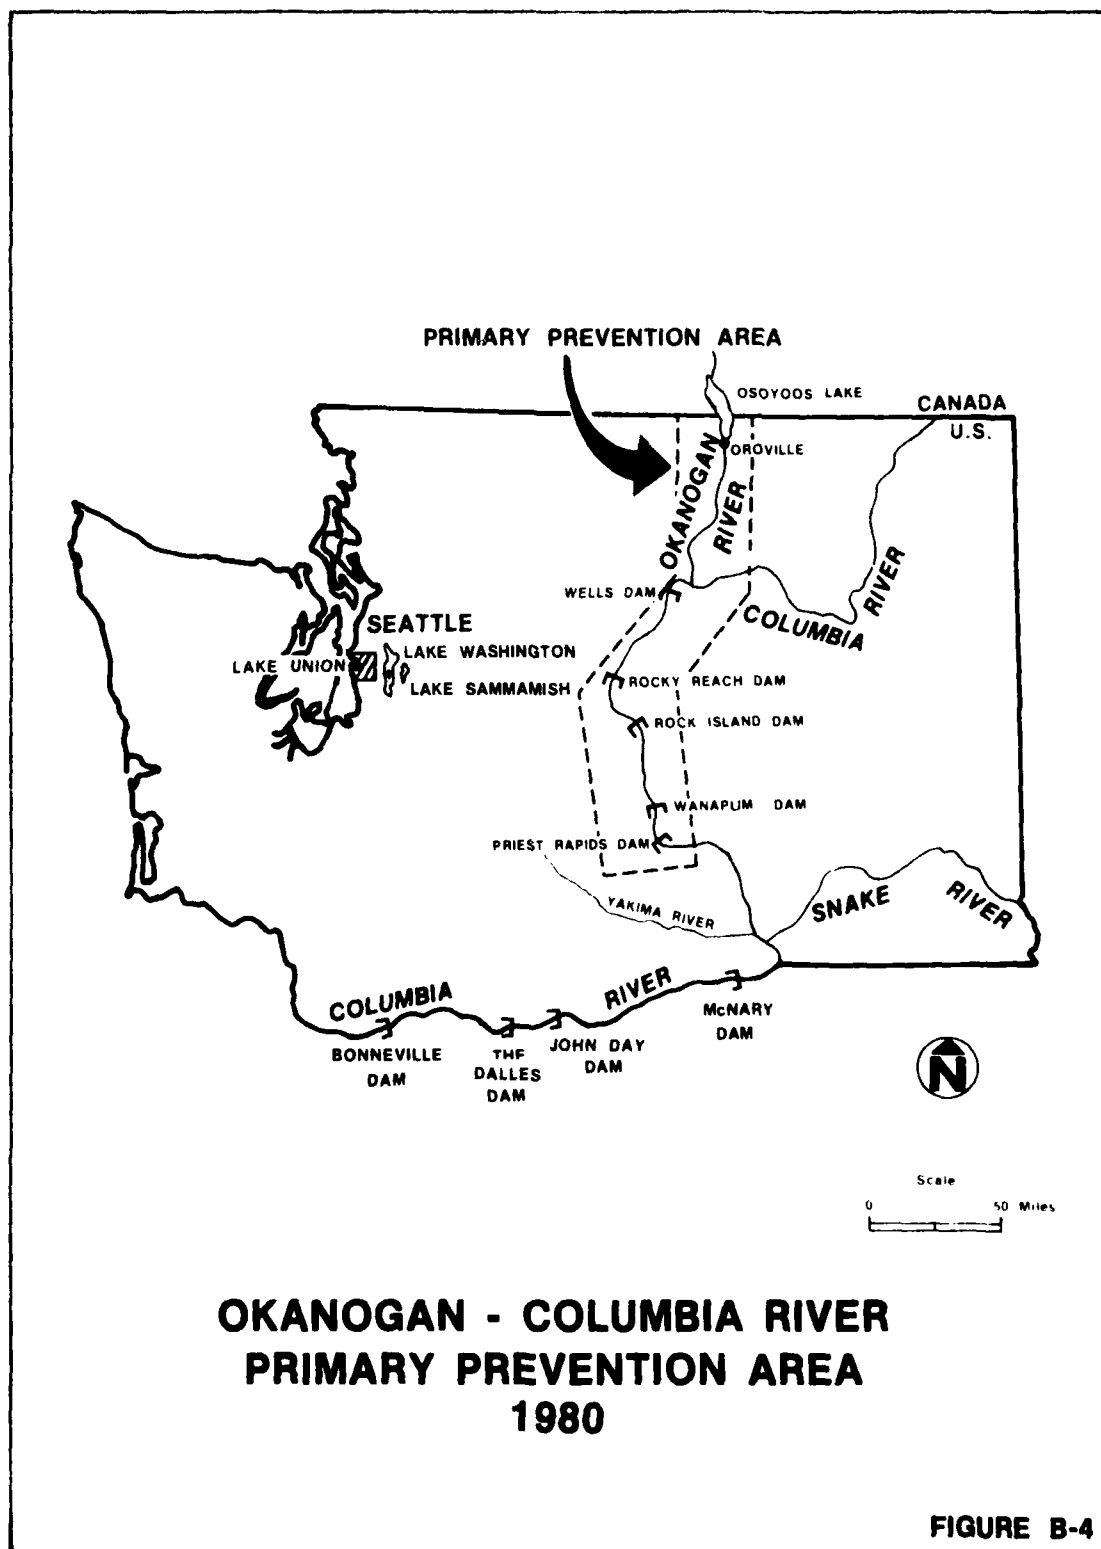 PRIMARY PREVENTION AREA
OSOYOOS LAKE
CANADA
U.S.
OROVILLE
OKANOGAN
RIVER
WELLS DAM
COLUMBIA
RIVER
SEATTLE
LAKE UNION
LAKE WASHINGTON
LAKE SAMMAMISH
ROCKY REACH DAM
ROCK ISLAND DAM
WANAPUM DAM
PRIEST RAPIDS DAM
YAKIMA RIVER
SNAKE
RIVER
COLUMBIA
RIVER
BONNEVILLE
DAM
THE
DALLES
DAM
JOHN DAY
DAM
McNARY
DAM
N
Scale
0 50 Miles
OKANOGAN - COLUMBIA RIVER
PRIMARY PREVENTION AREA
1980
FIGURE B-4